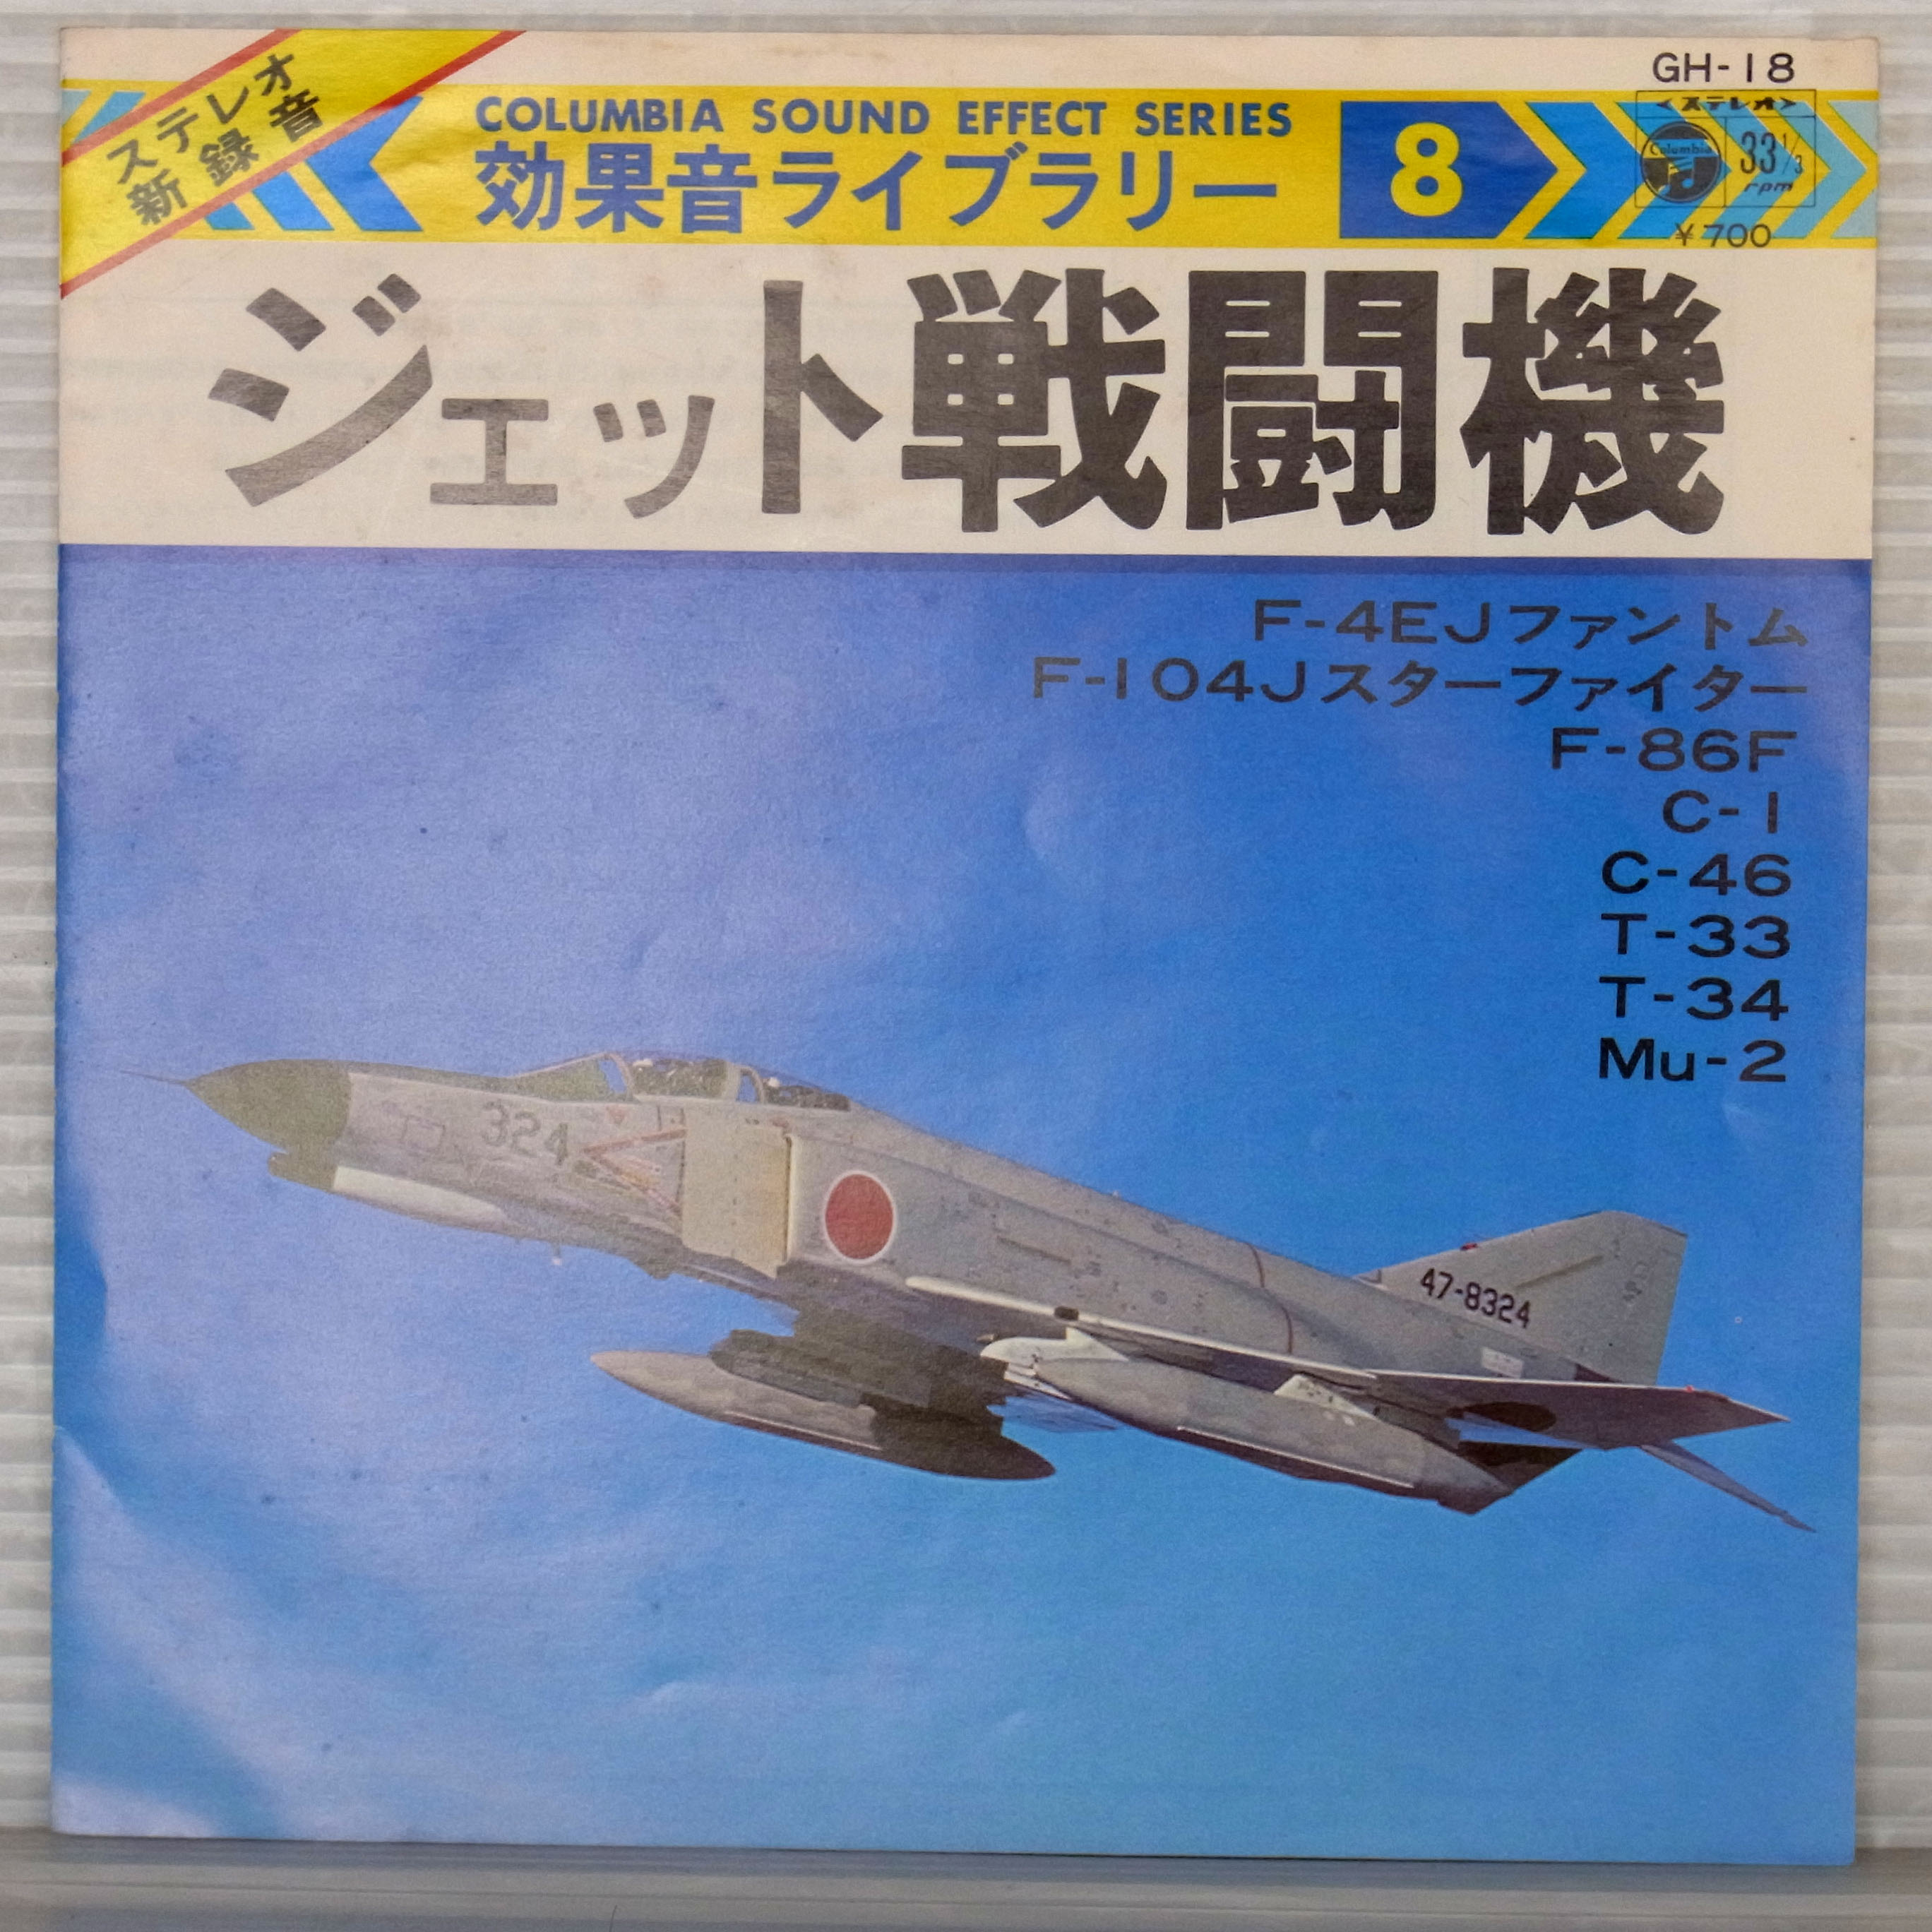 GH-18
ステレオ
新録音
COLUMBIA SOUND EFFECT SERIES
効果音ライブラリー
8
<ステレオ>
Columbia
33 1/3
rpm
¥700
ジェット戦闘機
F-4EJファントム
F-104Jスターファイター
F-86F
C-1
C-46
T-33
T-34
Mu-2
324
47-8324